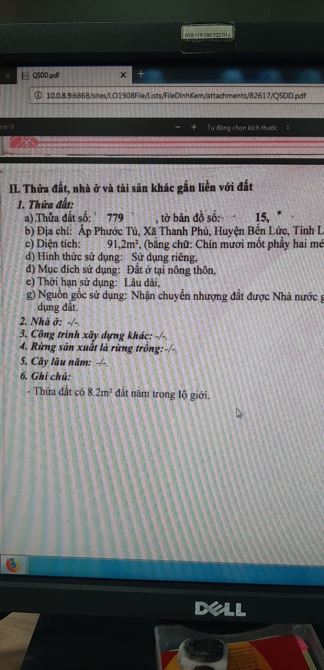 QSDD.pdf
10.0.8.9:6868/sites/LO1908File/Lists/FileDinhKem/attachments/82617/QSDD.pdf
trên 6
Tự động chọn kích thước
II. Thửa đất, nhà ở và tài sản khác gắn liền với đất
1. Thửa đất:
a) Thửa đất số: 779 , tờ bản đồ số: 15,
b) Địa chỉ: Ấp Phước Tú, Xã Thanh Phú, Huyện Bến Lức, Tỉnh L
c) Diện tích: 91,2m², (bằng chữ: Chín mươi mốt phẩy hai mé
d) Hình thức sử dụng: Sử dụng riêng,
đ) Mục đích sử dụng: Đất ở tại nông thôn,
e) Thời hạn sử dụng: Lâu dài,
g) Nguồn gốc sử dụng: Nhận chuyển nhượng đất được Nhà nước g
dụng đất.
2. Nhà ở: -/-.
3. Công trình xây dựng khác: -/-.
4. Rừng sản xuất là rừng trồng: -/-.
5. Cây lâu năm: -/-.
6. Ghi chú:
- Thửa đất có 8.2m² đất nằm trong lộ giới.
DELL